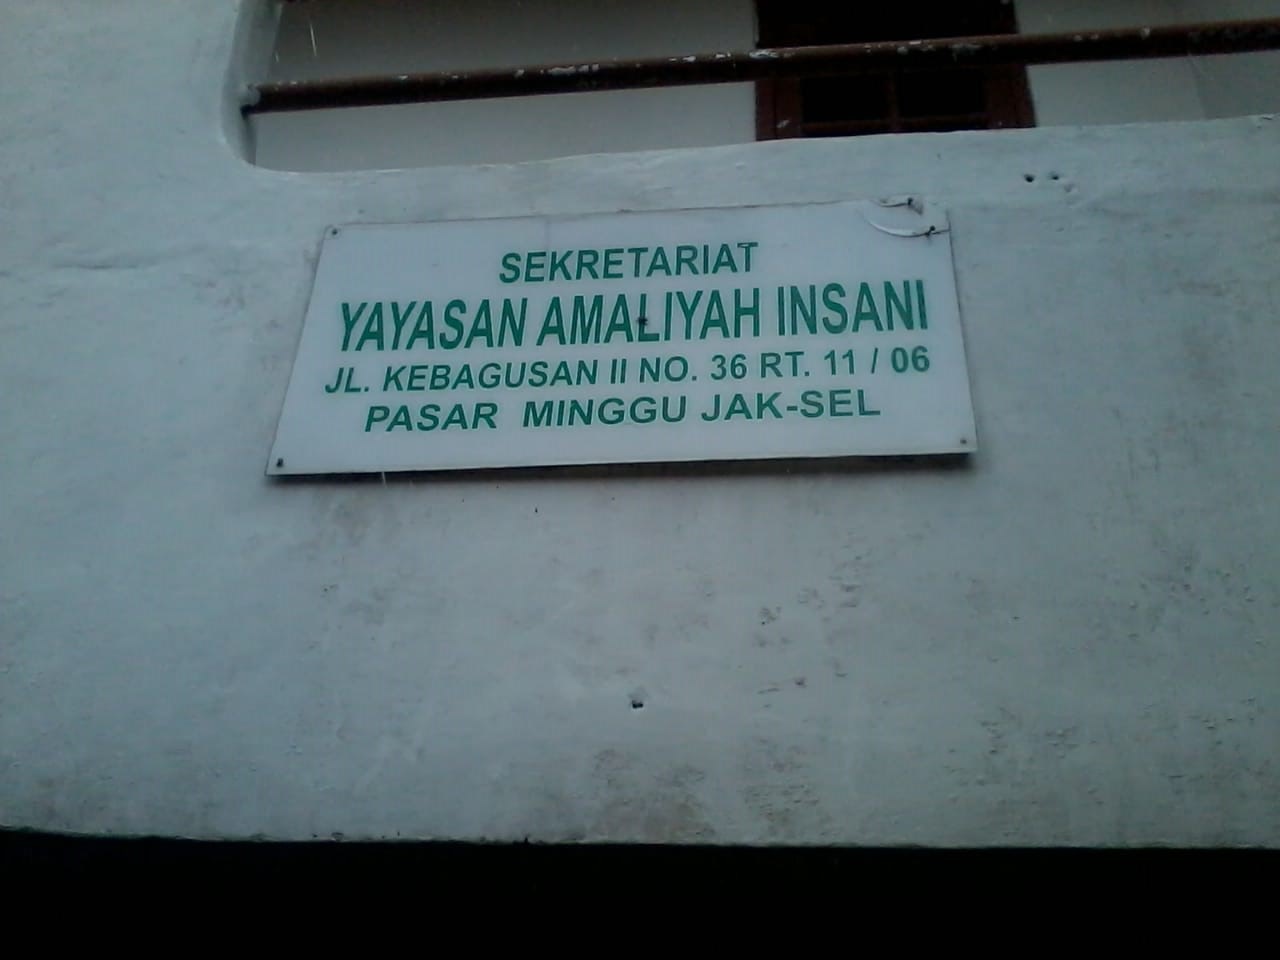 SEKRETARIAT
YAYASAN AMALIYAH INSANI
JL. KEBAGUSAN II NO. 36 RT. 11 / 06
PASAR MINGGU JAK-SEL